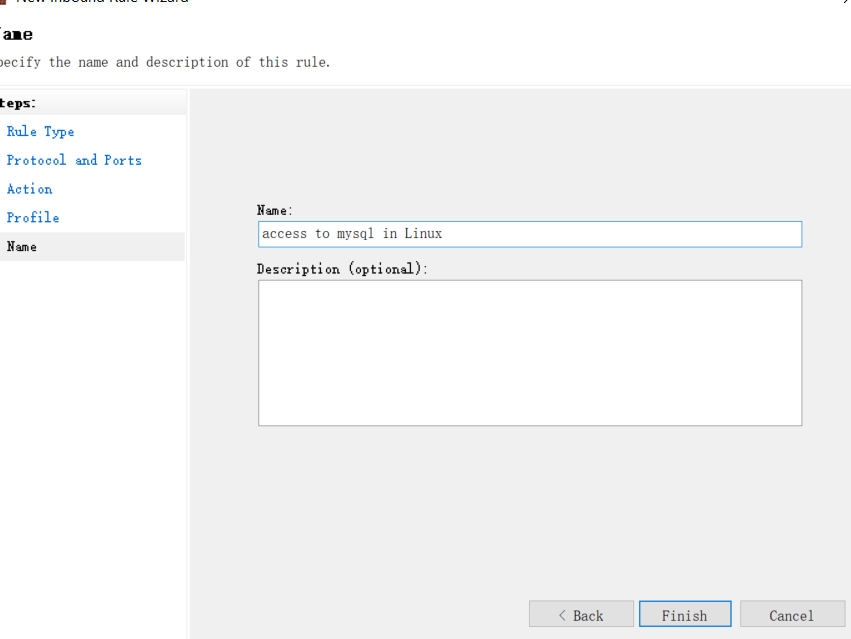 New Inbound Rule Wizard
ame
pecify the name and description of this rule.
teps:
Rule Type
Protocol and Ports
Action
Profile
Name
Name:
access to mysql in Linux
Description (optional):
< Back
Finish
Cancel